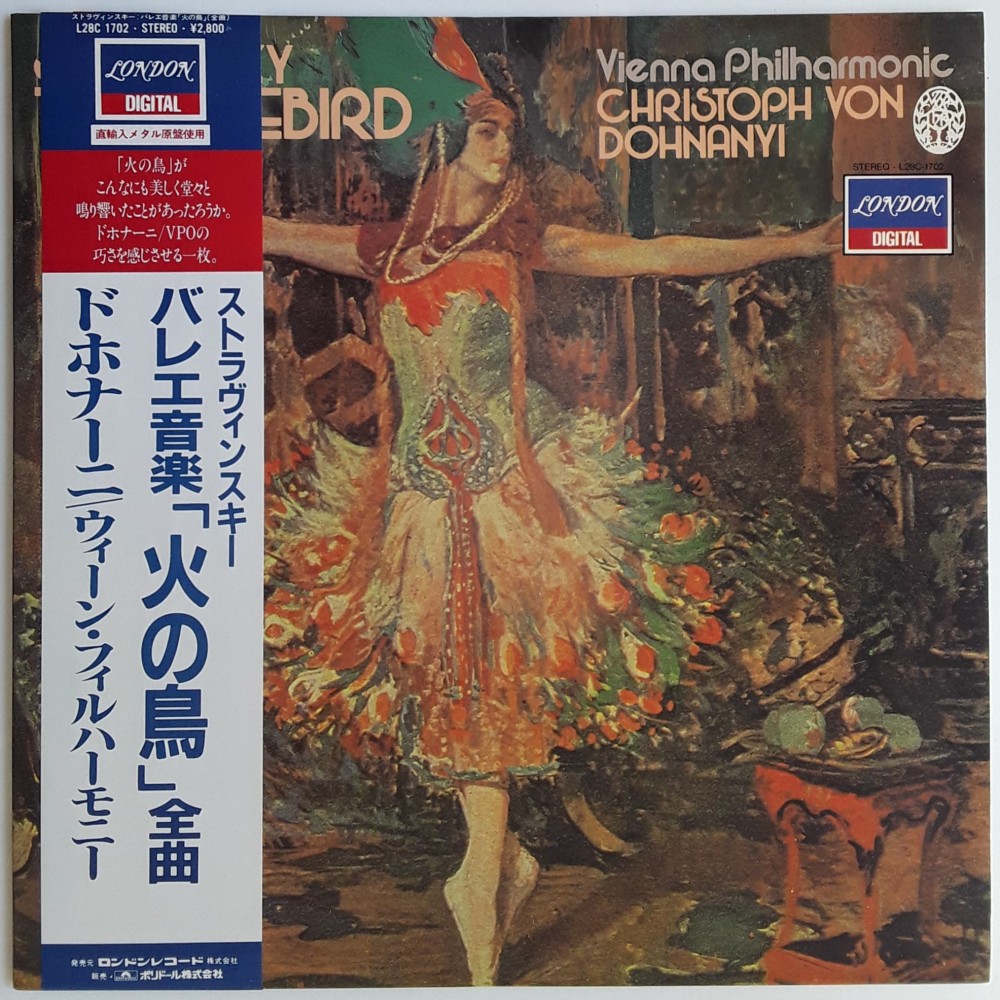 ストラヴィンスキー：バレエ音楽「火の鳥」（全曲）
L28C 1702・STEREO・¥2,800
LONDON
DIGITAL
直輸入メタル原盤使用
「火の鳥」が
こんなにも美しく堂々と
鳴り響いたことがあったろうか。
ドホナーニ/VPOの
巧さを感じさせる一枚。
ストラヴィンスキー
バレエ音楽「火の鳥」全曲
ドホナーニ/ウィーン・フィルハーモニー
発売元 ロンドンレコード 株式会社
販売・ポリドール株式会社
Y
EBIRD
Vienna Philharmonic
CHRISTOPH VON
DOHNANYI
STEREO - L28C-1702
LONDON
DIGITAL